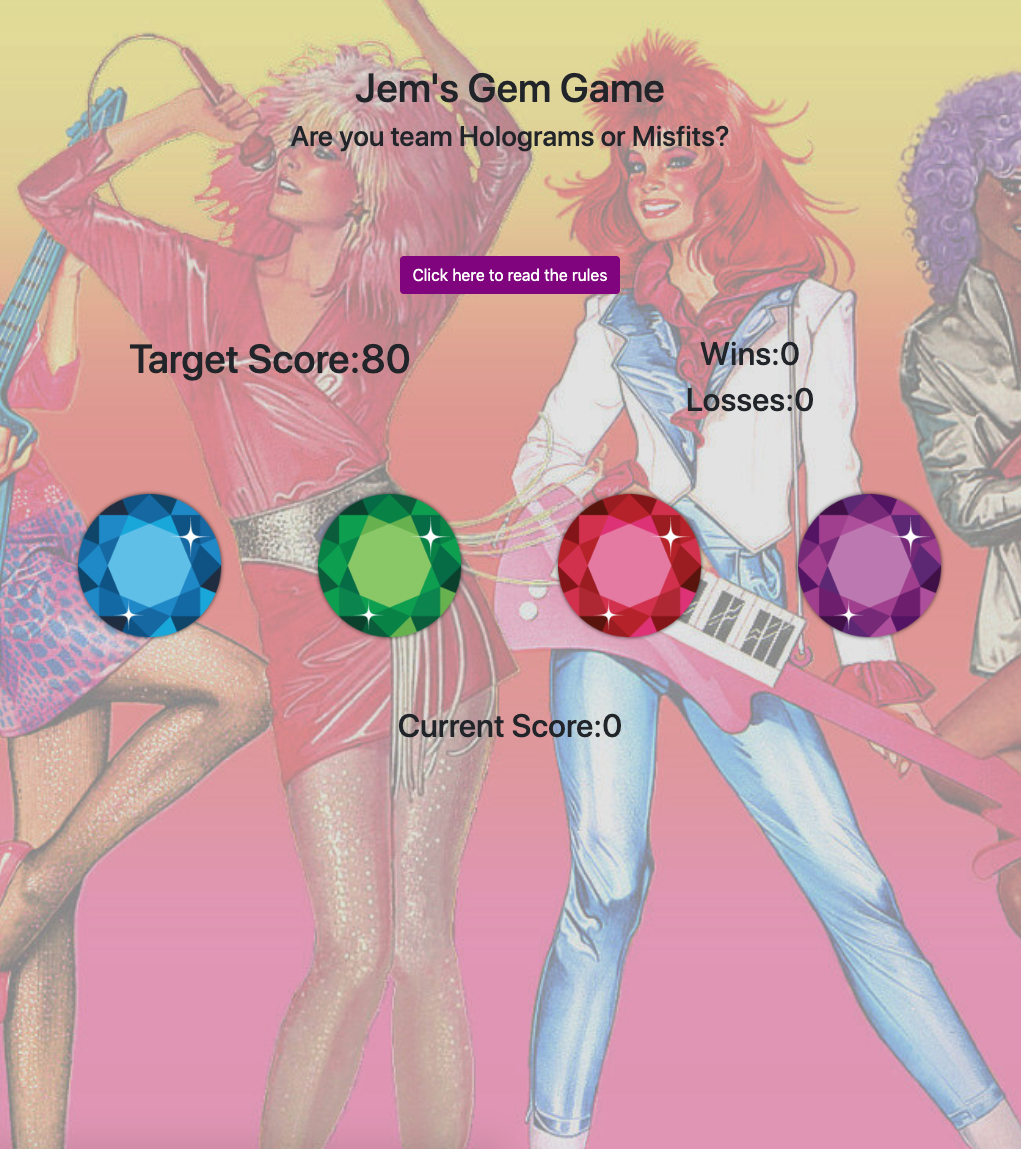 Jem's Gem Game
Are you team Holograms or Misfits?
Click here to read the rules
Target Score:80
Wins:0
Losses:0
Current Score:0